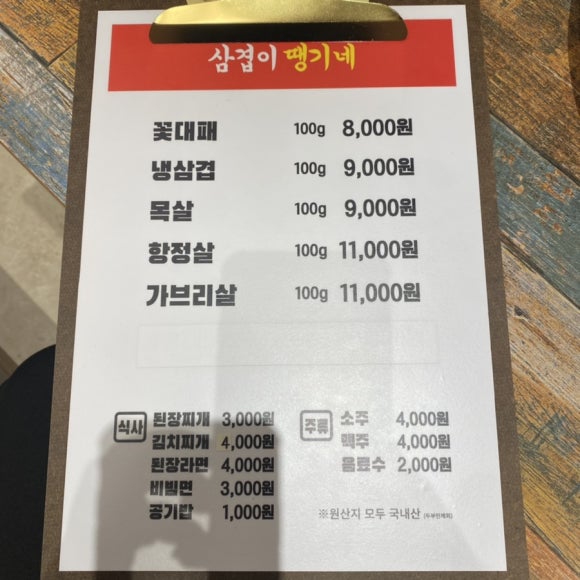 삼겹이 땡기네
꽃대패 100g 8,000원
냉삼겹 100g 9,000원
목살 100g 9,000원
항정살 100g 11,000원
가브리살 100g 11,000원
식사
된장찌개 3,000원
김치찌개 4,000원
된장라면 4,000원
비빔면 3,000원
공기밥 1,000원
주류
소주 4,000원
맥주 4,000원
음료수 2,000원
※원산지 모두 국내산 (두부완제외)